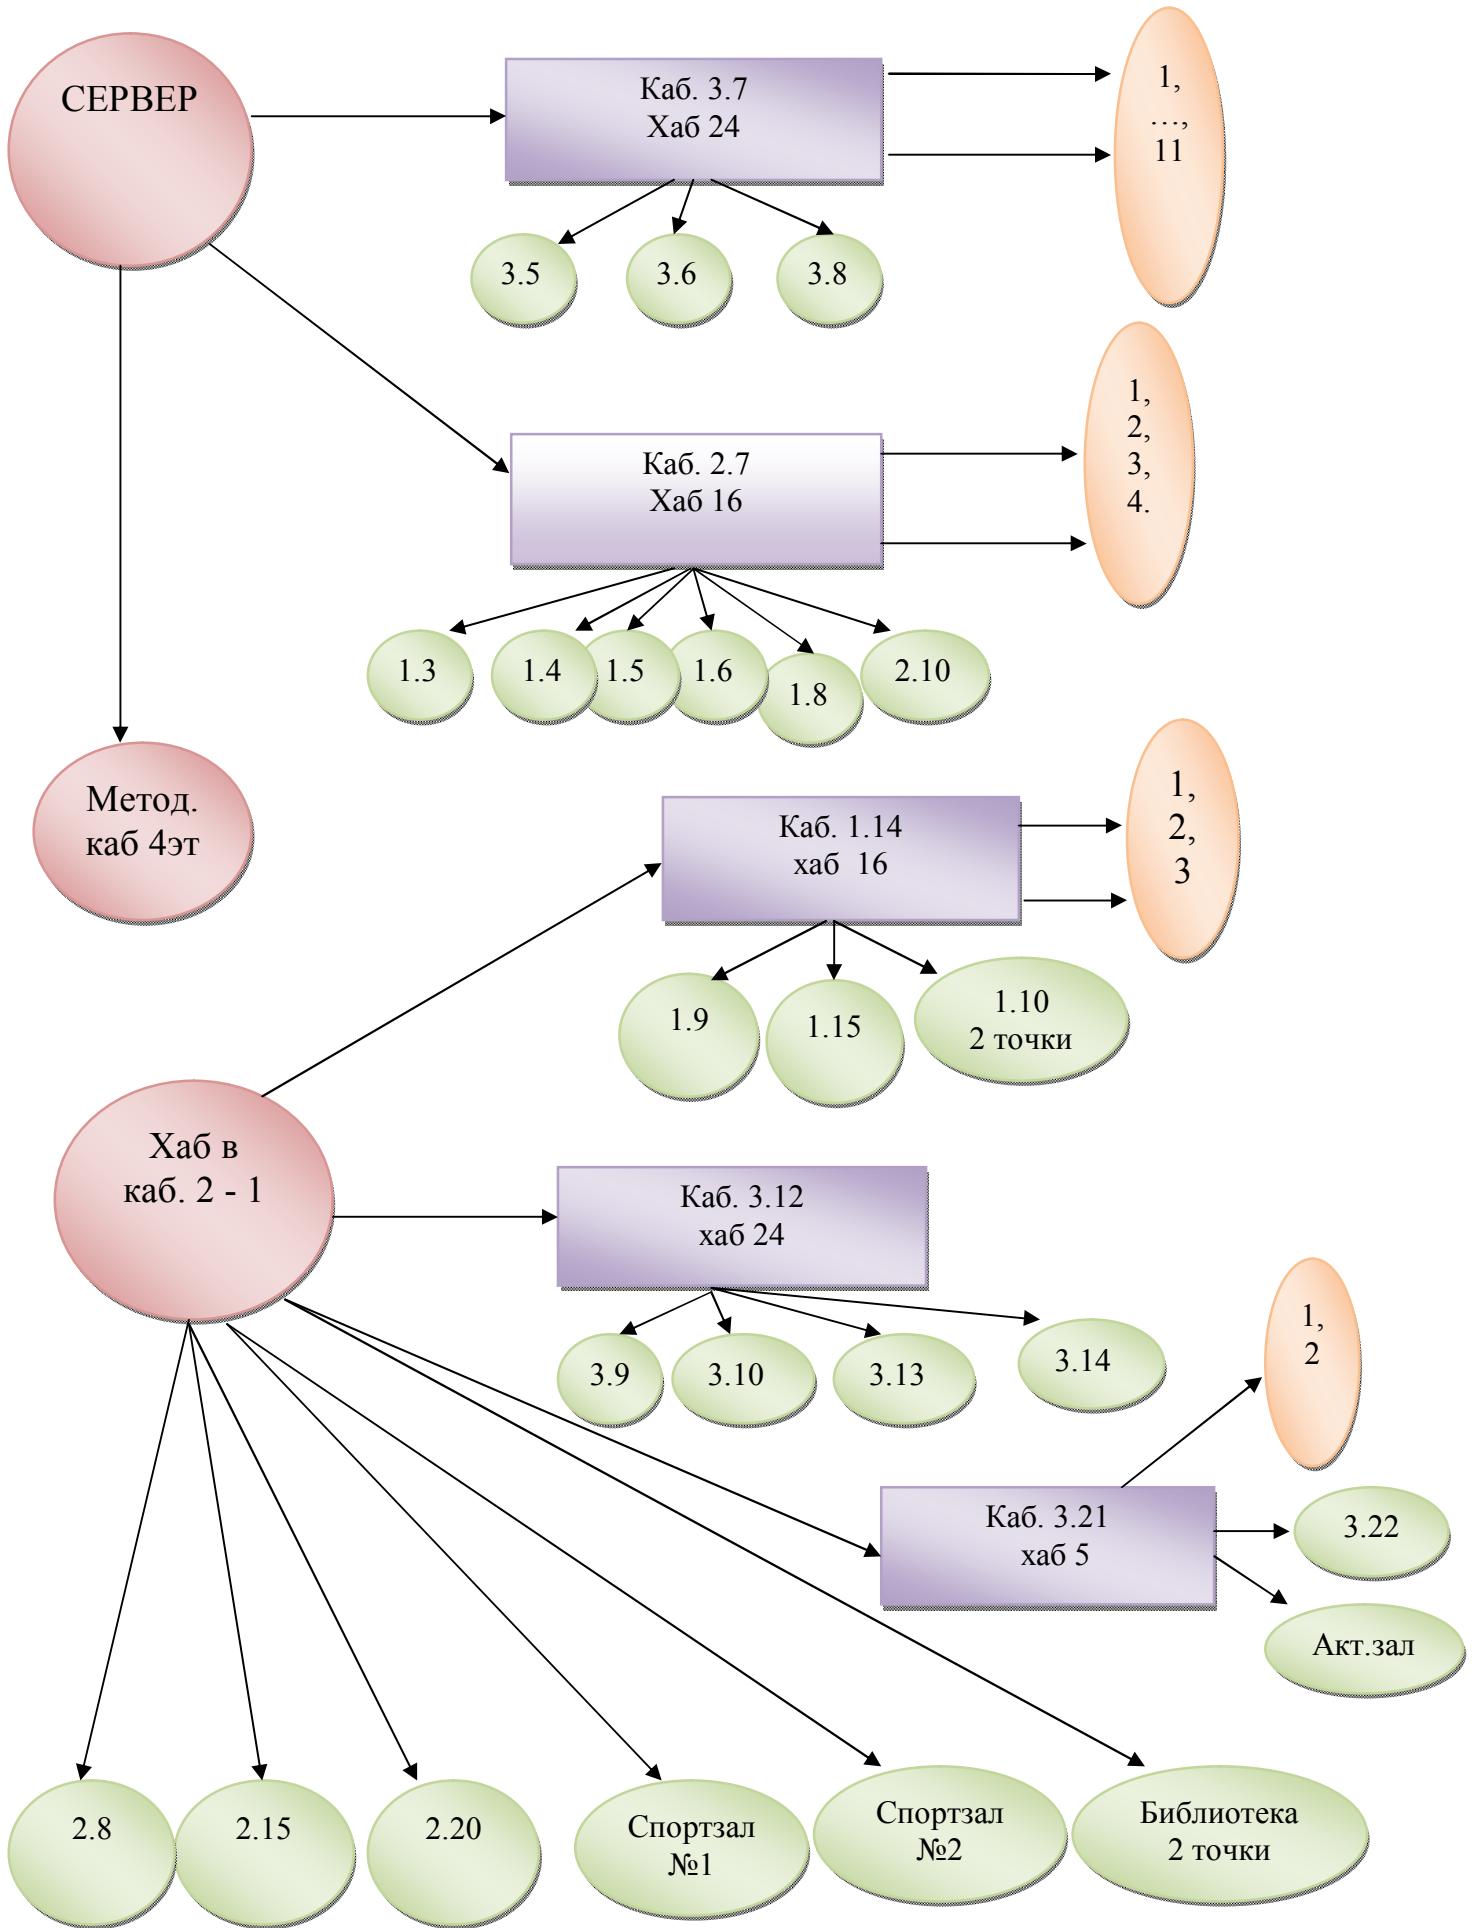 СЕРВЕР
Каб. 3.7
Хаб 24
1,
…,
11
3.5
3.6
3.8
Каб. 2.7
Хаб 16
1,
2,
3,
4.
1.3
1.4
1.5
1.6
1.8
2.10
Метод.
каб 4эт
Каб. 1.14
хаб  16
1,
2,
3
1.9
1.15
1.10
2 точки
Хаб в
каб. 2 - 1
Каб. 3.12
хаб 24
3.9
3.10
3.13
3.14
1,
2
Каб. 3.21
хаб 5
3.22
Акт.зал
2.8
2.15
2.20
Спортзал
№1
Спортзал
№2
Библиотека
2 точки